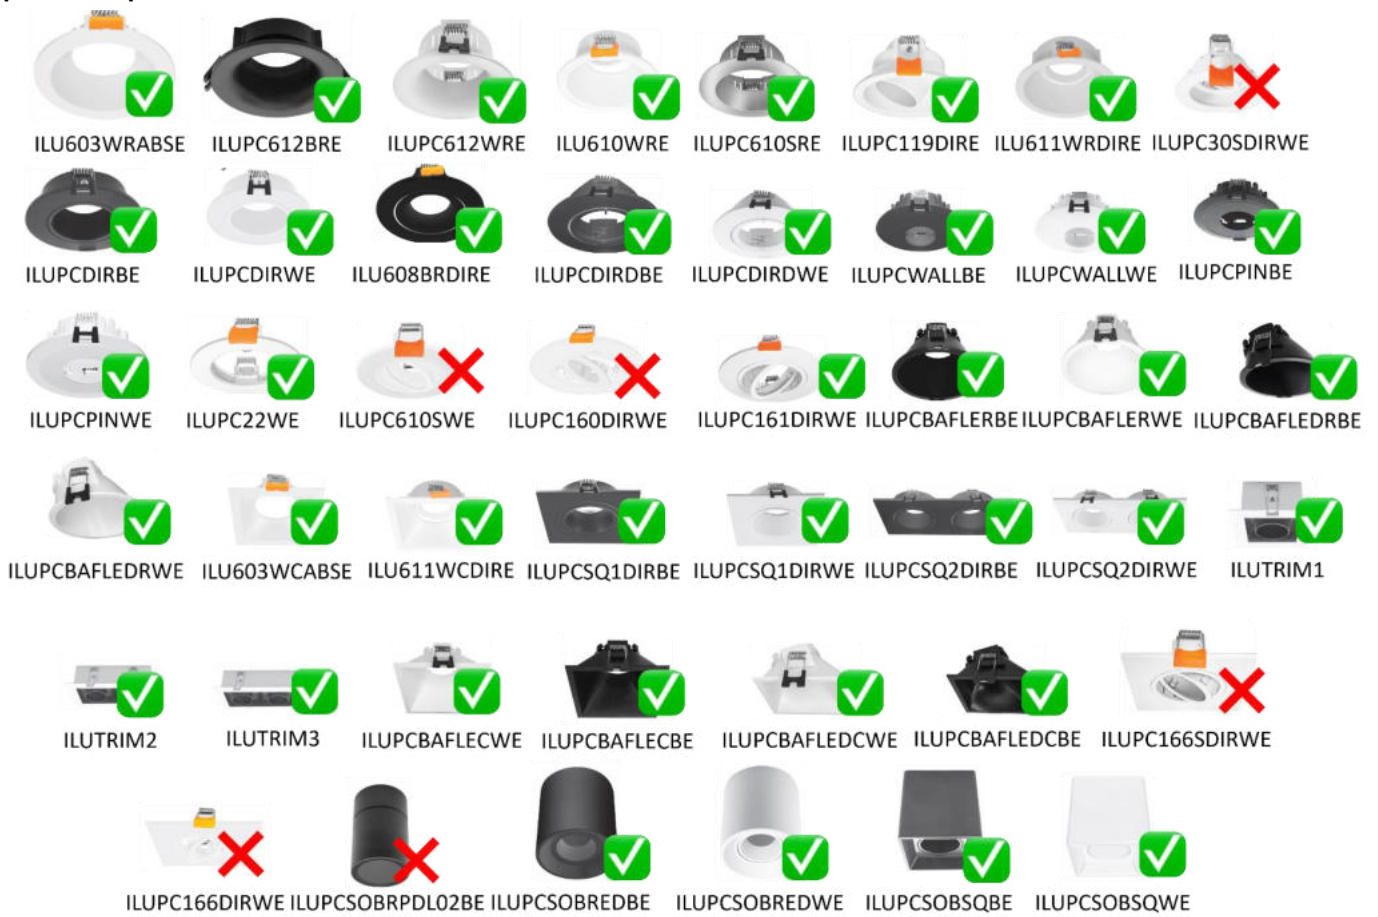 ILU603WRABSE ILUPC612BRE ILUPC612WRE ILU610WRE ILUPC610SRE ILUPC119DIRE ILU611WRDIRE ILUPC30SDIRWE
ILUPCDIRBE ILUPCDIRWE ILU608BRDIRE ILUPCDIRDBE ILUPCDIRDWE ILUPCWALLBE ILUPCWALLWE ILUPCPINBE
ILUPCPINWE ILUPC22WE ILUPC610SWE ILUPC160DIRWE ILUPC161DIRWE ILUPCBAFLERBE ILUPCBAFLERWE ILUPCBAFLEDRBE
ILUPCBAFLEDRWE ILU603WCABSE ILU611WCDIRE ILUPCSQ1DIRBE ILUPCSQ1DIRWE ILUPCSQ2DIRBE ILUPCSQ2DIRWE ILUTRIM1
ILUTRIM2 ILUTRIM3 ILUPCBAFLECWE ILUPCBAFLECBE ILUPCBAFLEDCWE ILUPCBAFLEDCBE ILUPC166SDIRWE
ILUPC166DIRWE ILUPCSOBRPDL02BE ILUPCSOBREDBE ILUPCSOBREDWE ILUPCSOBSQBE ILUPCSOBSQWE